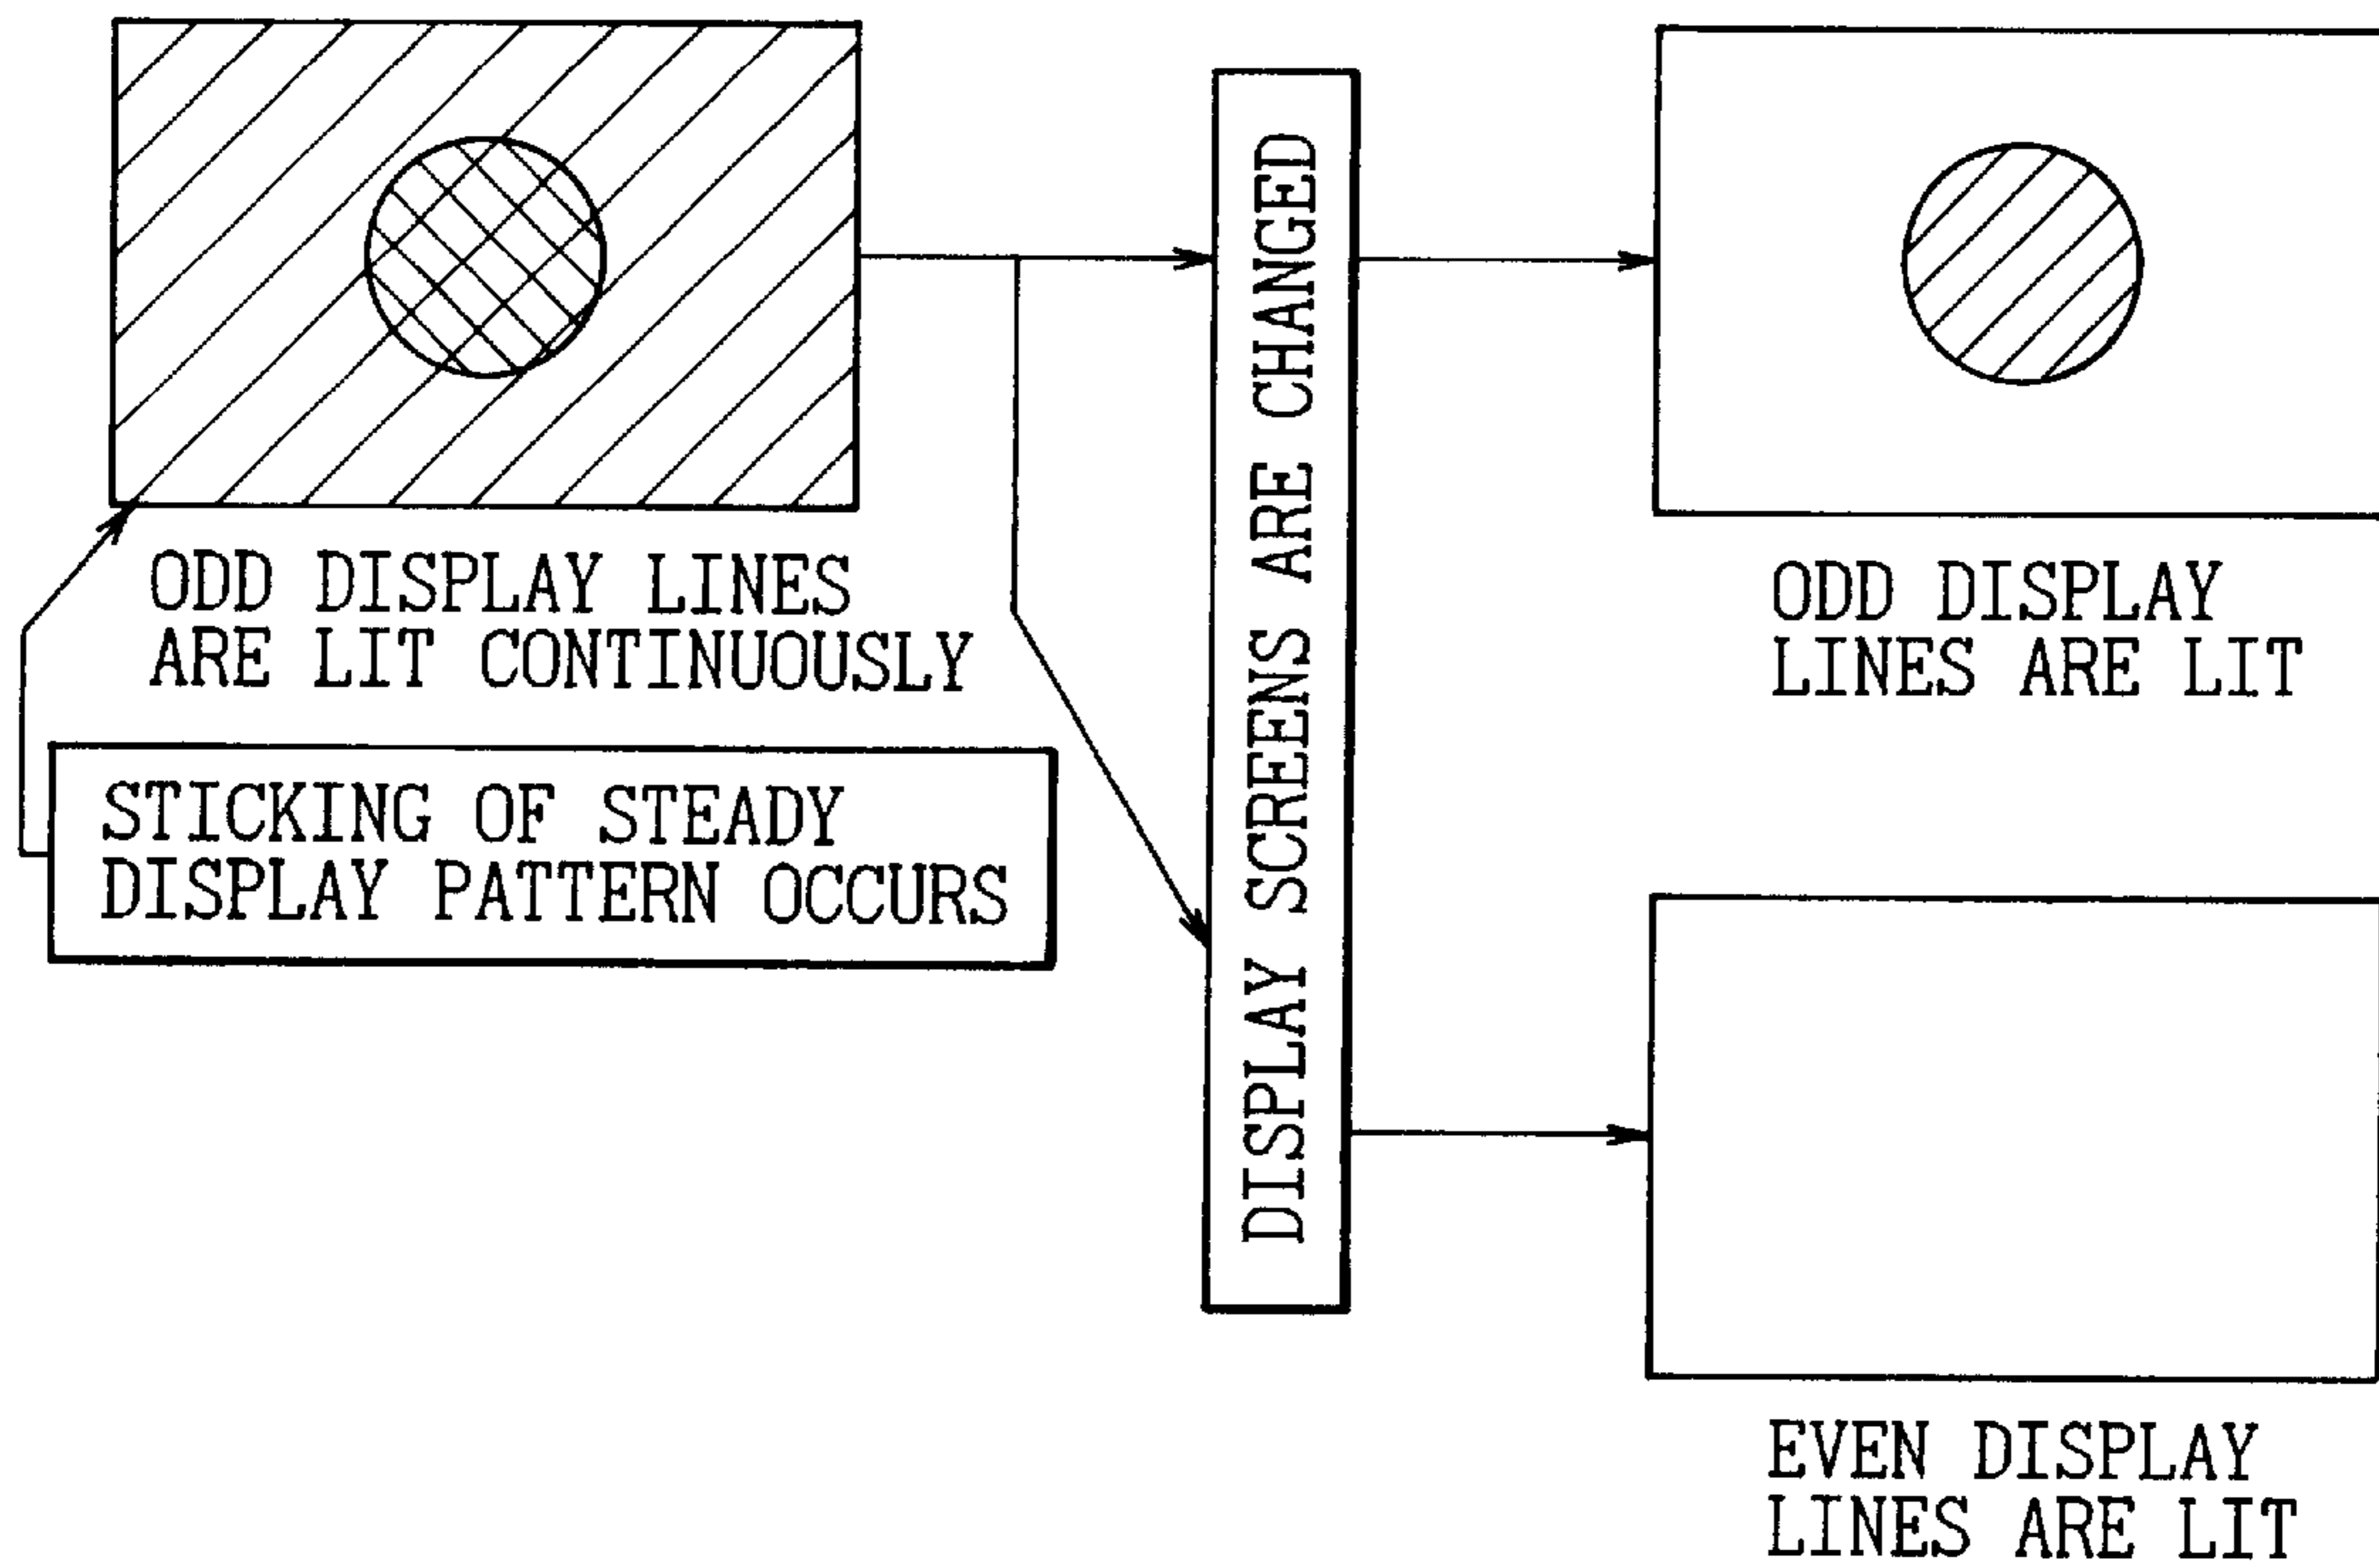 ODD DISPLAY LINES
ARE LIT CONTINUOUSLY
STICKING OF STEADY
DISPLAY PATTERN OCCURS
DISPLAY SCREENS ARE CHANGED
ODD DISPLAY
LINES ARE LIT
EVEN DISPLAY
LINES ARE LIT